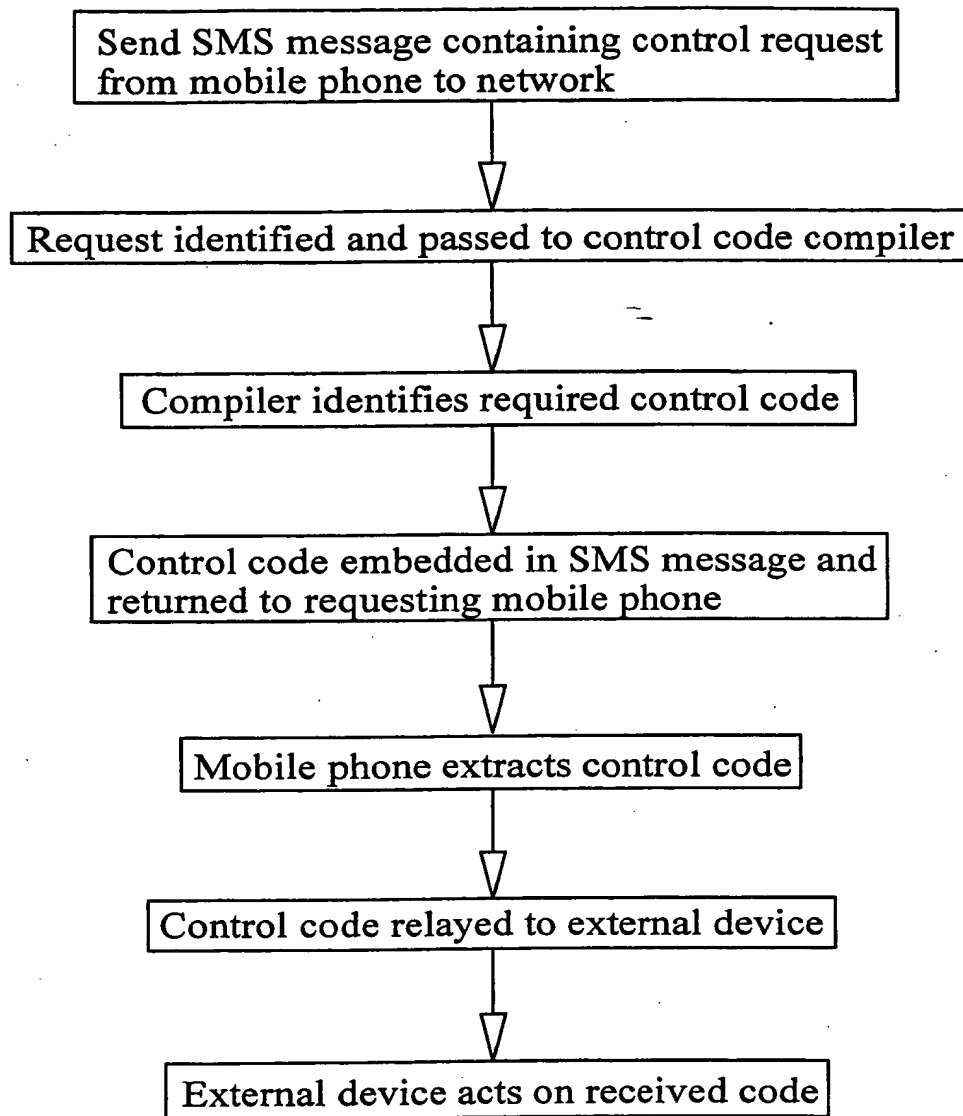 Send SMS message containing control request
from mobile phone to network
Request identified and passed to control code compiler
Compiler identifies required control code
Control code embedded in SMS message and
returned to requesting mobile phone
Mobile phone extracts control code
Control code relayed to external device
External device acts on received code